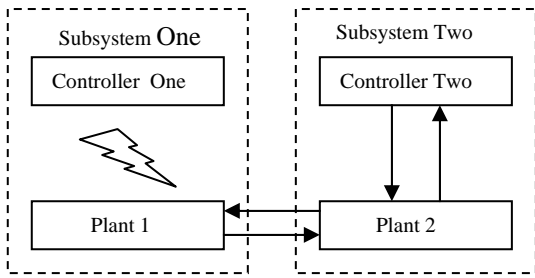 Subsystem One
Controller One
Plant 1
Subsystem Two
Controller Two
Plant 2